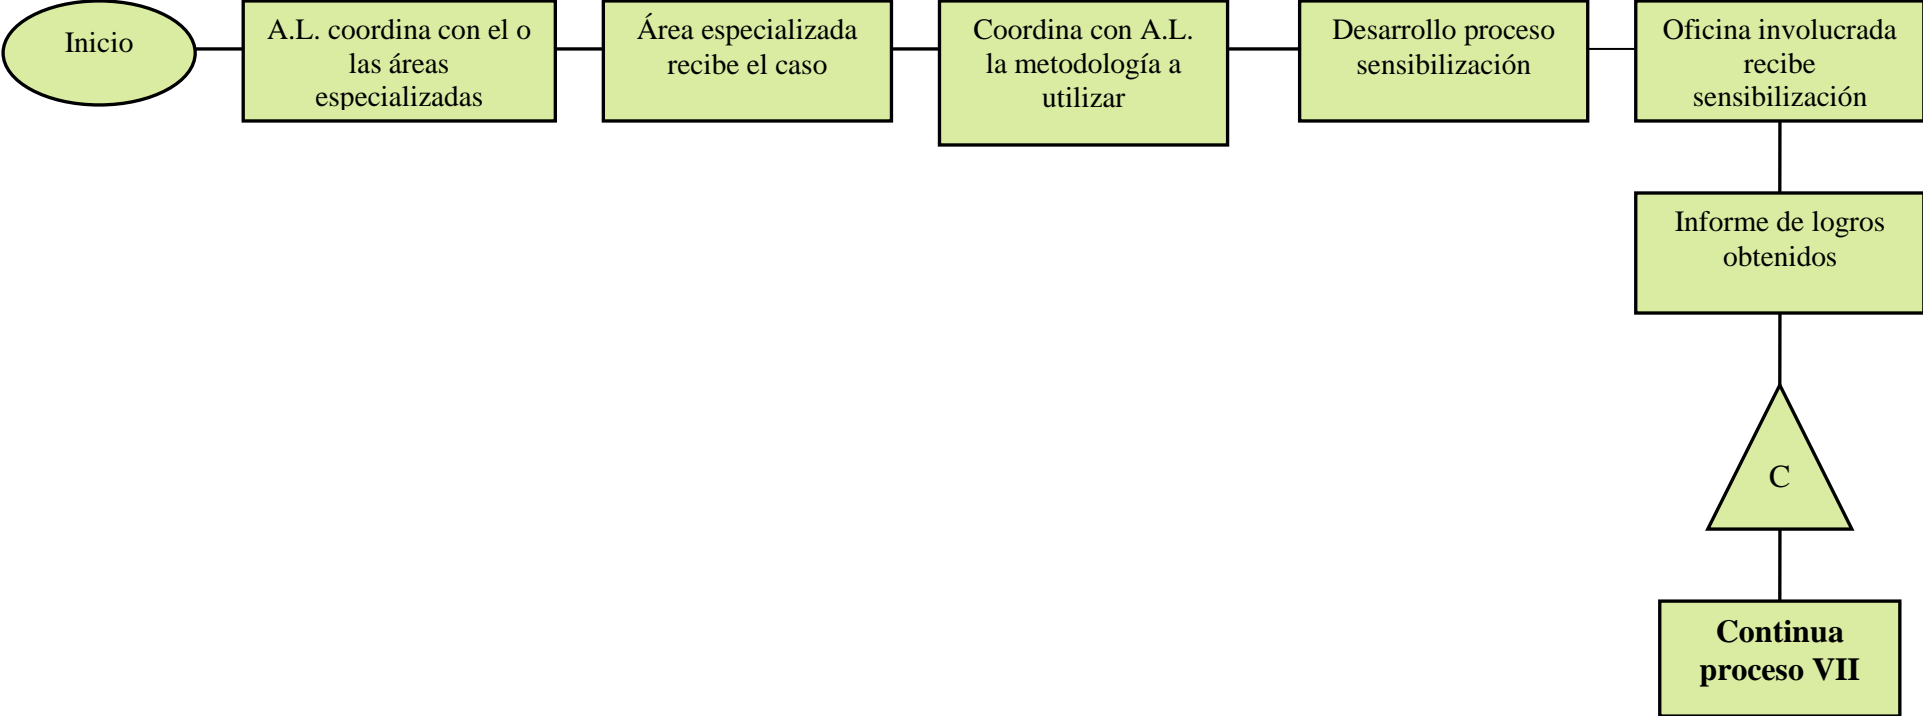 Inicio
A.L. coordina con el o
las áreas
especializadas
Área especializada
recibe el caso
Coordina con A.L.
la metodología a
utilizar
Desarrollo proceso
sensibilización
Oficina involucrada
recibe
sensibilización
Informe de logros
obtenidos
C
Continua
proceso VII